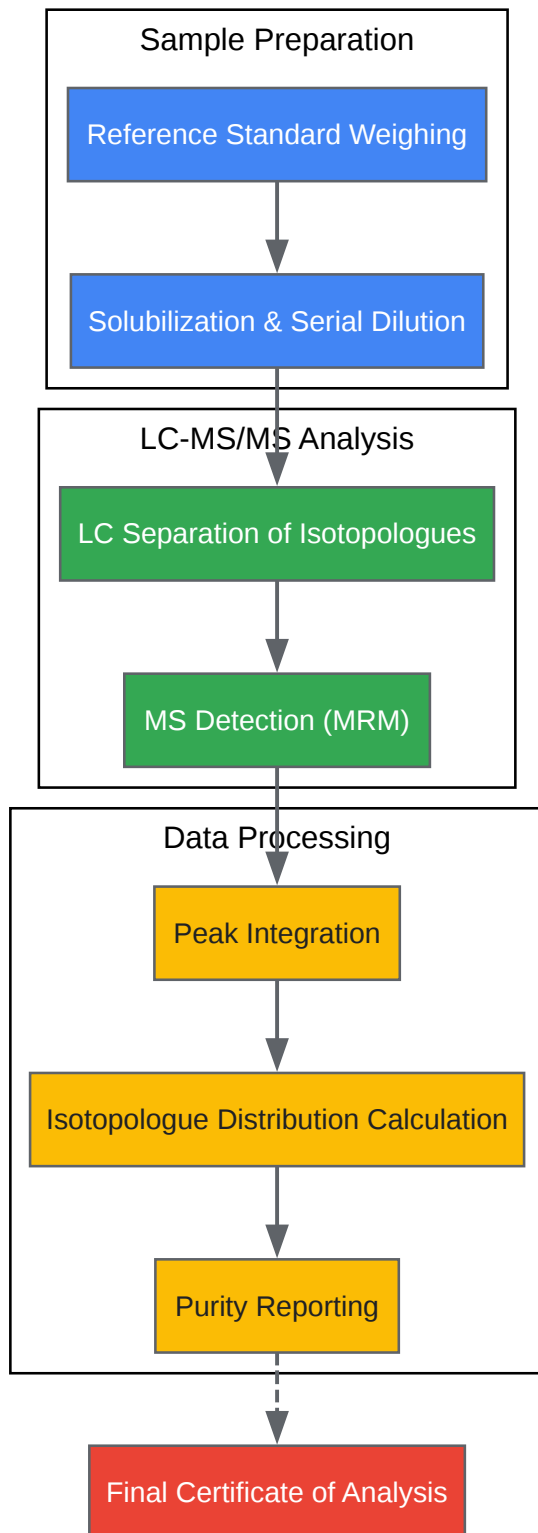 Sample Preparation
Reference Standard Weighing
Solubilization & Serial Dilution
LC-MS/MS Analysis
LC Separation of Isotopologues
MS Detection (MRM)
Data Processing
Peak Integration
Isotopologue Distribution Calculation
Purity Reporting
Final Certificate of Analysis